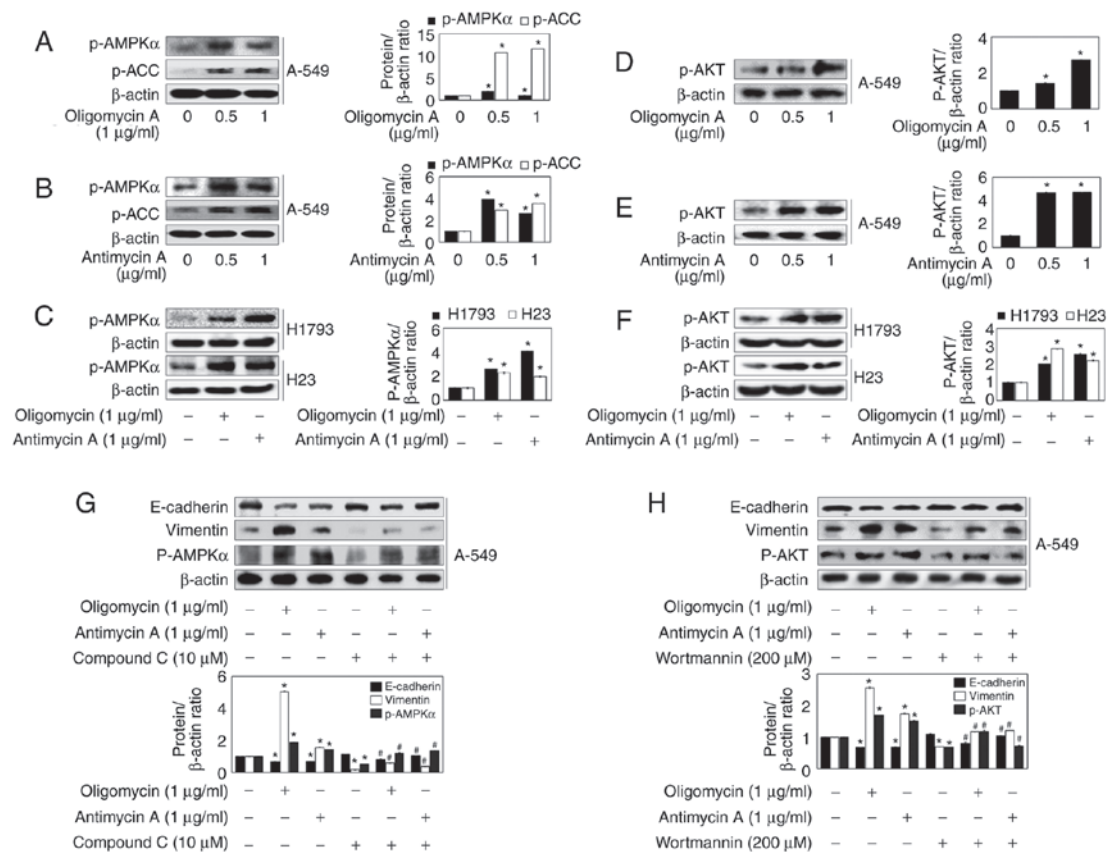 A
p-AMPKα
p-ACC
β-actin
A-549
Oligomycin A 0 0.5 1
(1 μg/ml)
p-AMPKα p-ACC
Protein/
β-actin ratio
15
10
5
0
0 0.5 1
Oligomycin A
(μg/ml)
D
p-AKT
β-actin
A-549
Oligomycin A 0 0.5 1
(μg/ml)
P-AKT/
β-actin ratio
4
2
0
0 0.5 1
Oligomycin A
(μg/ml)
B
p-AMPKα
p-ACC
β-actin
A-549
Antimycin A 0 0.5 1
(μg/ml)
p-AMPKα p-ACC
Protein/
β-actin ratio
6
4
2
0
0 0.5 1
Antimycin A
(μg/ml)
E
p-AKT
β-actin
A-549
Antimycin A 0 0.5 1
(μg/ml)
P-AKT/
β-actin ratio
6
4
2
0
0 0.5 1
Antimycin A
(μg/ml)
C
p-AMPKα
β-actin
H1793
p-AMPKα
β-actin
H23
Oligomycin (1 μg/ml) – + –
Antimycin A (1 μg/ml) – – +
H1793 H23
P-AMPKα/
β-actin ratio
6
4
2
0
Oligomycin (1 μg/ml) – + –
Antimycin A (1 μg/ml) – – +
F
p-AKT
β-actin
H1793
p-AKT
β-actin
H23
Oligomycin (1 μg/ml) – + –
Antimycin A (1 μg/ml) – – +
H1793 H23
P-AKT/
β-actin ratio
4
3
2
1
0
Oligomycin (1 μg/ml) – + –
Antimycin A (1 μg/ml) – – +
G
E-cadherin
Vimentin
P-AMPKα
β-actin
A-549
Oligomycin (1 μg/ml) – + – – + –
Antimycin A (1 μg/ml) – – + – – +
Compound C (10 μM) – – – + + +
E-cadherin
Vimentin
p-AMPKα
Protein/
β-actin ratio
6
4
2
0
Oligomycin (1 μg/ml) – + – – + –
Antimycin A (1 μg/ml) – – + – – +
Compound C (10 μM) – – – + + +
H
E-cadherin
Vimentin
P-AKT
β-actin
A-549
Oligomycin (1 μg/ml) – + – – + –
Antimycin A (1 μg/ml) – – + – – +
Wortmannin (200 μM) – – – + + +
E-cadherin
Vimentin
p-AKT
Protein/
β-actin ratio
3
2
1
0
Oligomycin (1 μg/ml) – + – – + –
Antimycin A (1 μg/ml) – – + – – +
Wortmannin (200 μM) – – – + + +